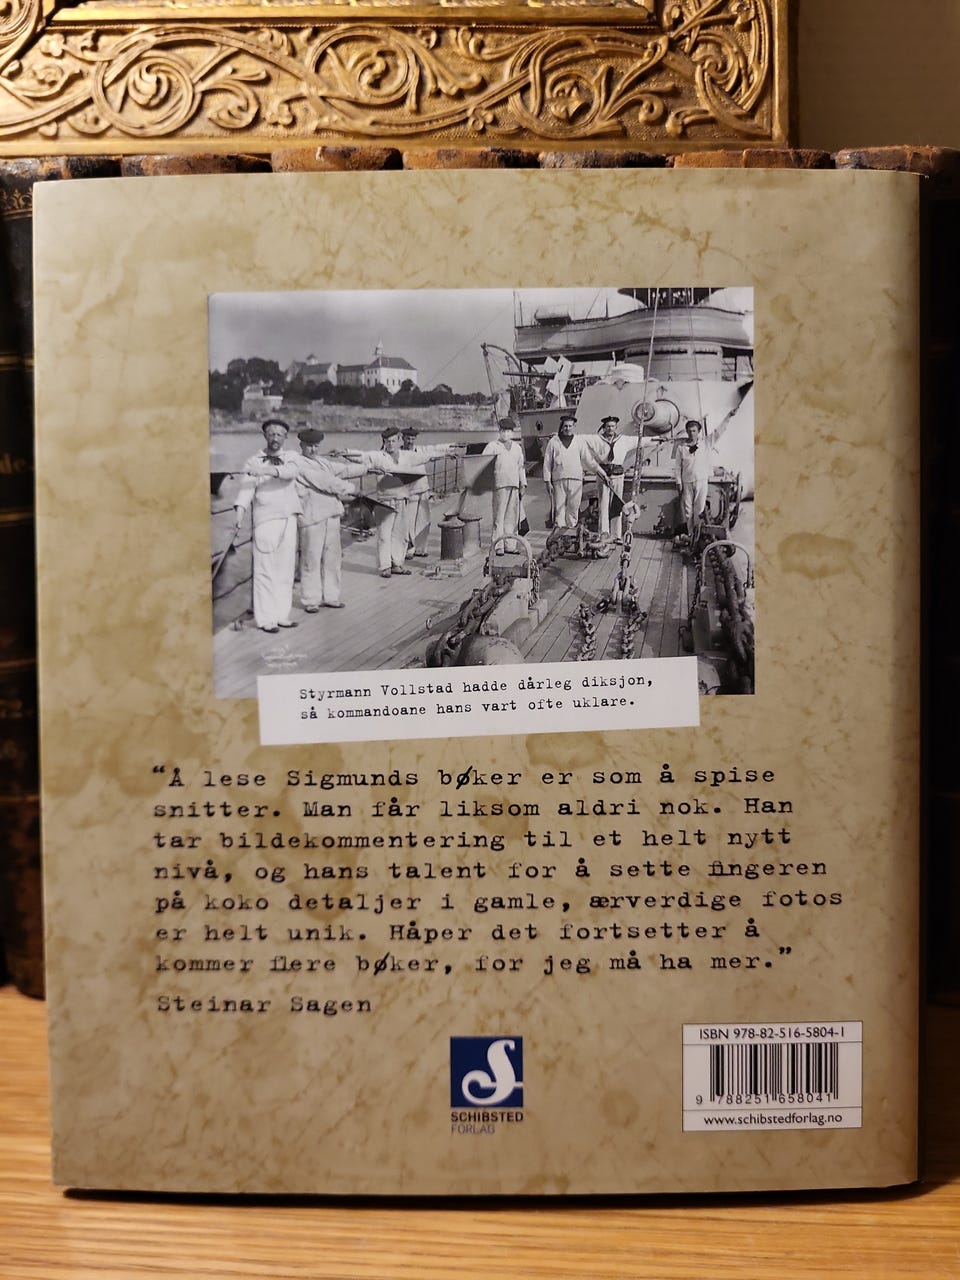 Styrmann Vollstad hadde dårleg diksjon,
så kommandoane hans vart ofte uklare.
“Å lese Sigmunds bøker er som å spise
snitter. Man får liksom aldri nok. Han
tar bildekommentering til et helt nytt
nivå, og hans talent for å sette fingeren
på koko detaljer i gamle, ærverdige fotos
er helt unik. Håper det fortsetter å
kommer flere bøker, for jeg må ha mer.”
Steinar Sagen
S
SCHIBSTED
FORLAG
ISBN 978-82-516-5804-1
9 788251 658041
www.schibstedforlag.no